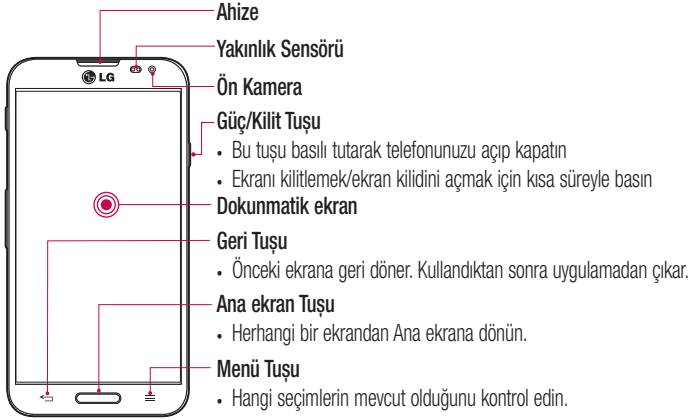 Ahize
Yakınlık Sensörü
LG
Ön Kamera
Güç/Kilit Tuşu
• Bu tuşu basılı tutarak telefonunuzu açıp kapatın
• Ekranı kilitlemek/ekran kilidini açmak için kısa süreyle basın
Dokunmatik ekran
Geri Tuşu
• Önceki ekrana geri döner. Kullandıktan sonra uygulamadan çıkar.
Ana ekran Tuşu
• Herhangi bir ekrandan Ana ekrana dönün.
Menü Tuşu
• Hangi seçimlerin mevcut olduğunu kontrol edin.